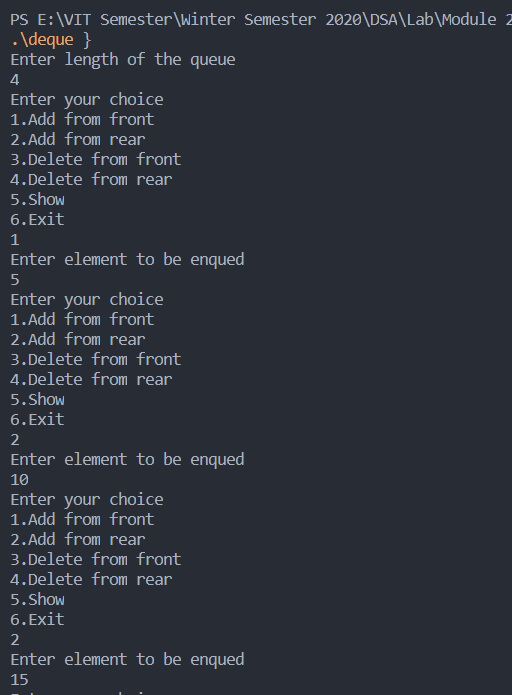 PS E:\VIT Semester\Winter Semester 2020\DSA\Lab\Module 2
.\deque }
Enter length of the queue
4
Enter your choice
1.Add from front
2.Add from rear
3.Delete from front
4.Delete from rear
5.Show
6.Exit
1
Enter element to be enqued
5
Enter your choice
1.Add from front
2.Add from rear
3.Delete from front
4.Delete from rear
5.Show
6.Exit
2
Enter element to be enqued
10
Enter your choice
1.Add from front
2.Add from rear
3.Delete from front
4.Delete from rear
5.Show
6.Exit
2
Enter element to be enqued
15